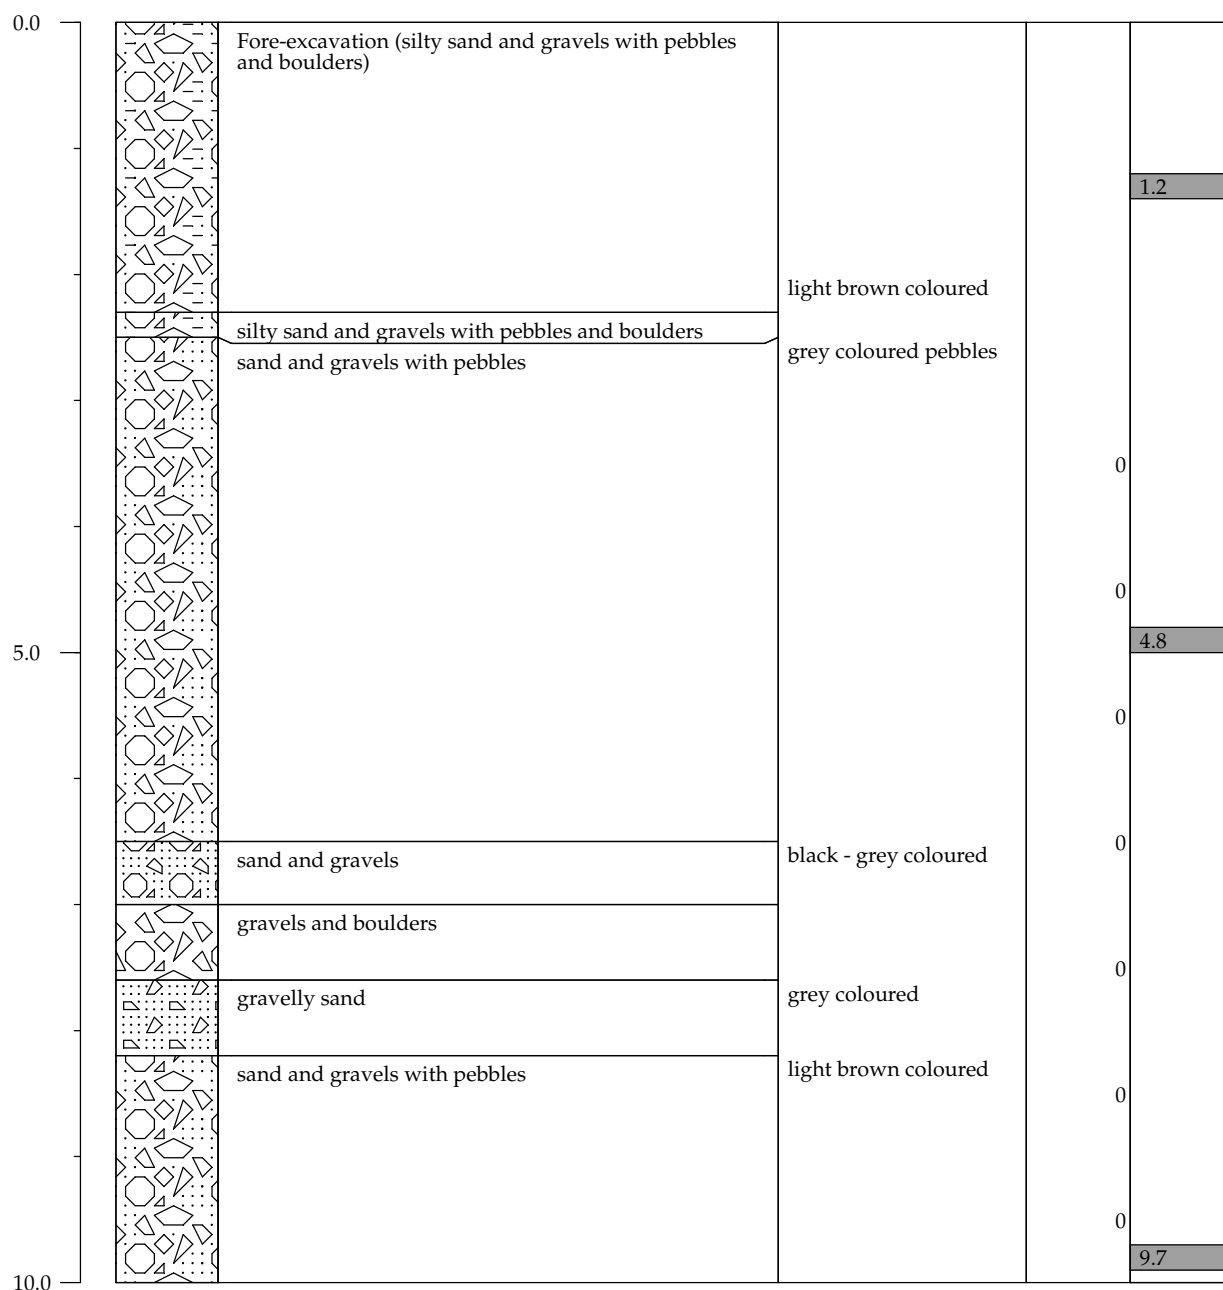 0.0
Fore-excavation (silty sand and gravels with pebbles
and boulders)
1.2
light brown coloured
silty sand and gravels with pebbles and boulders
grey coloured pebbles
sand and gravels with pebbles
0
0
4.8
5.0
0
0
black - grey coloured
sand and gravels
gravels and boulders
0
grey coloured
gravelly sand
light brown coloured
sand and gravels with pebbles
0
0
9.7
10.0